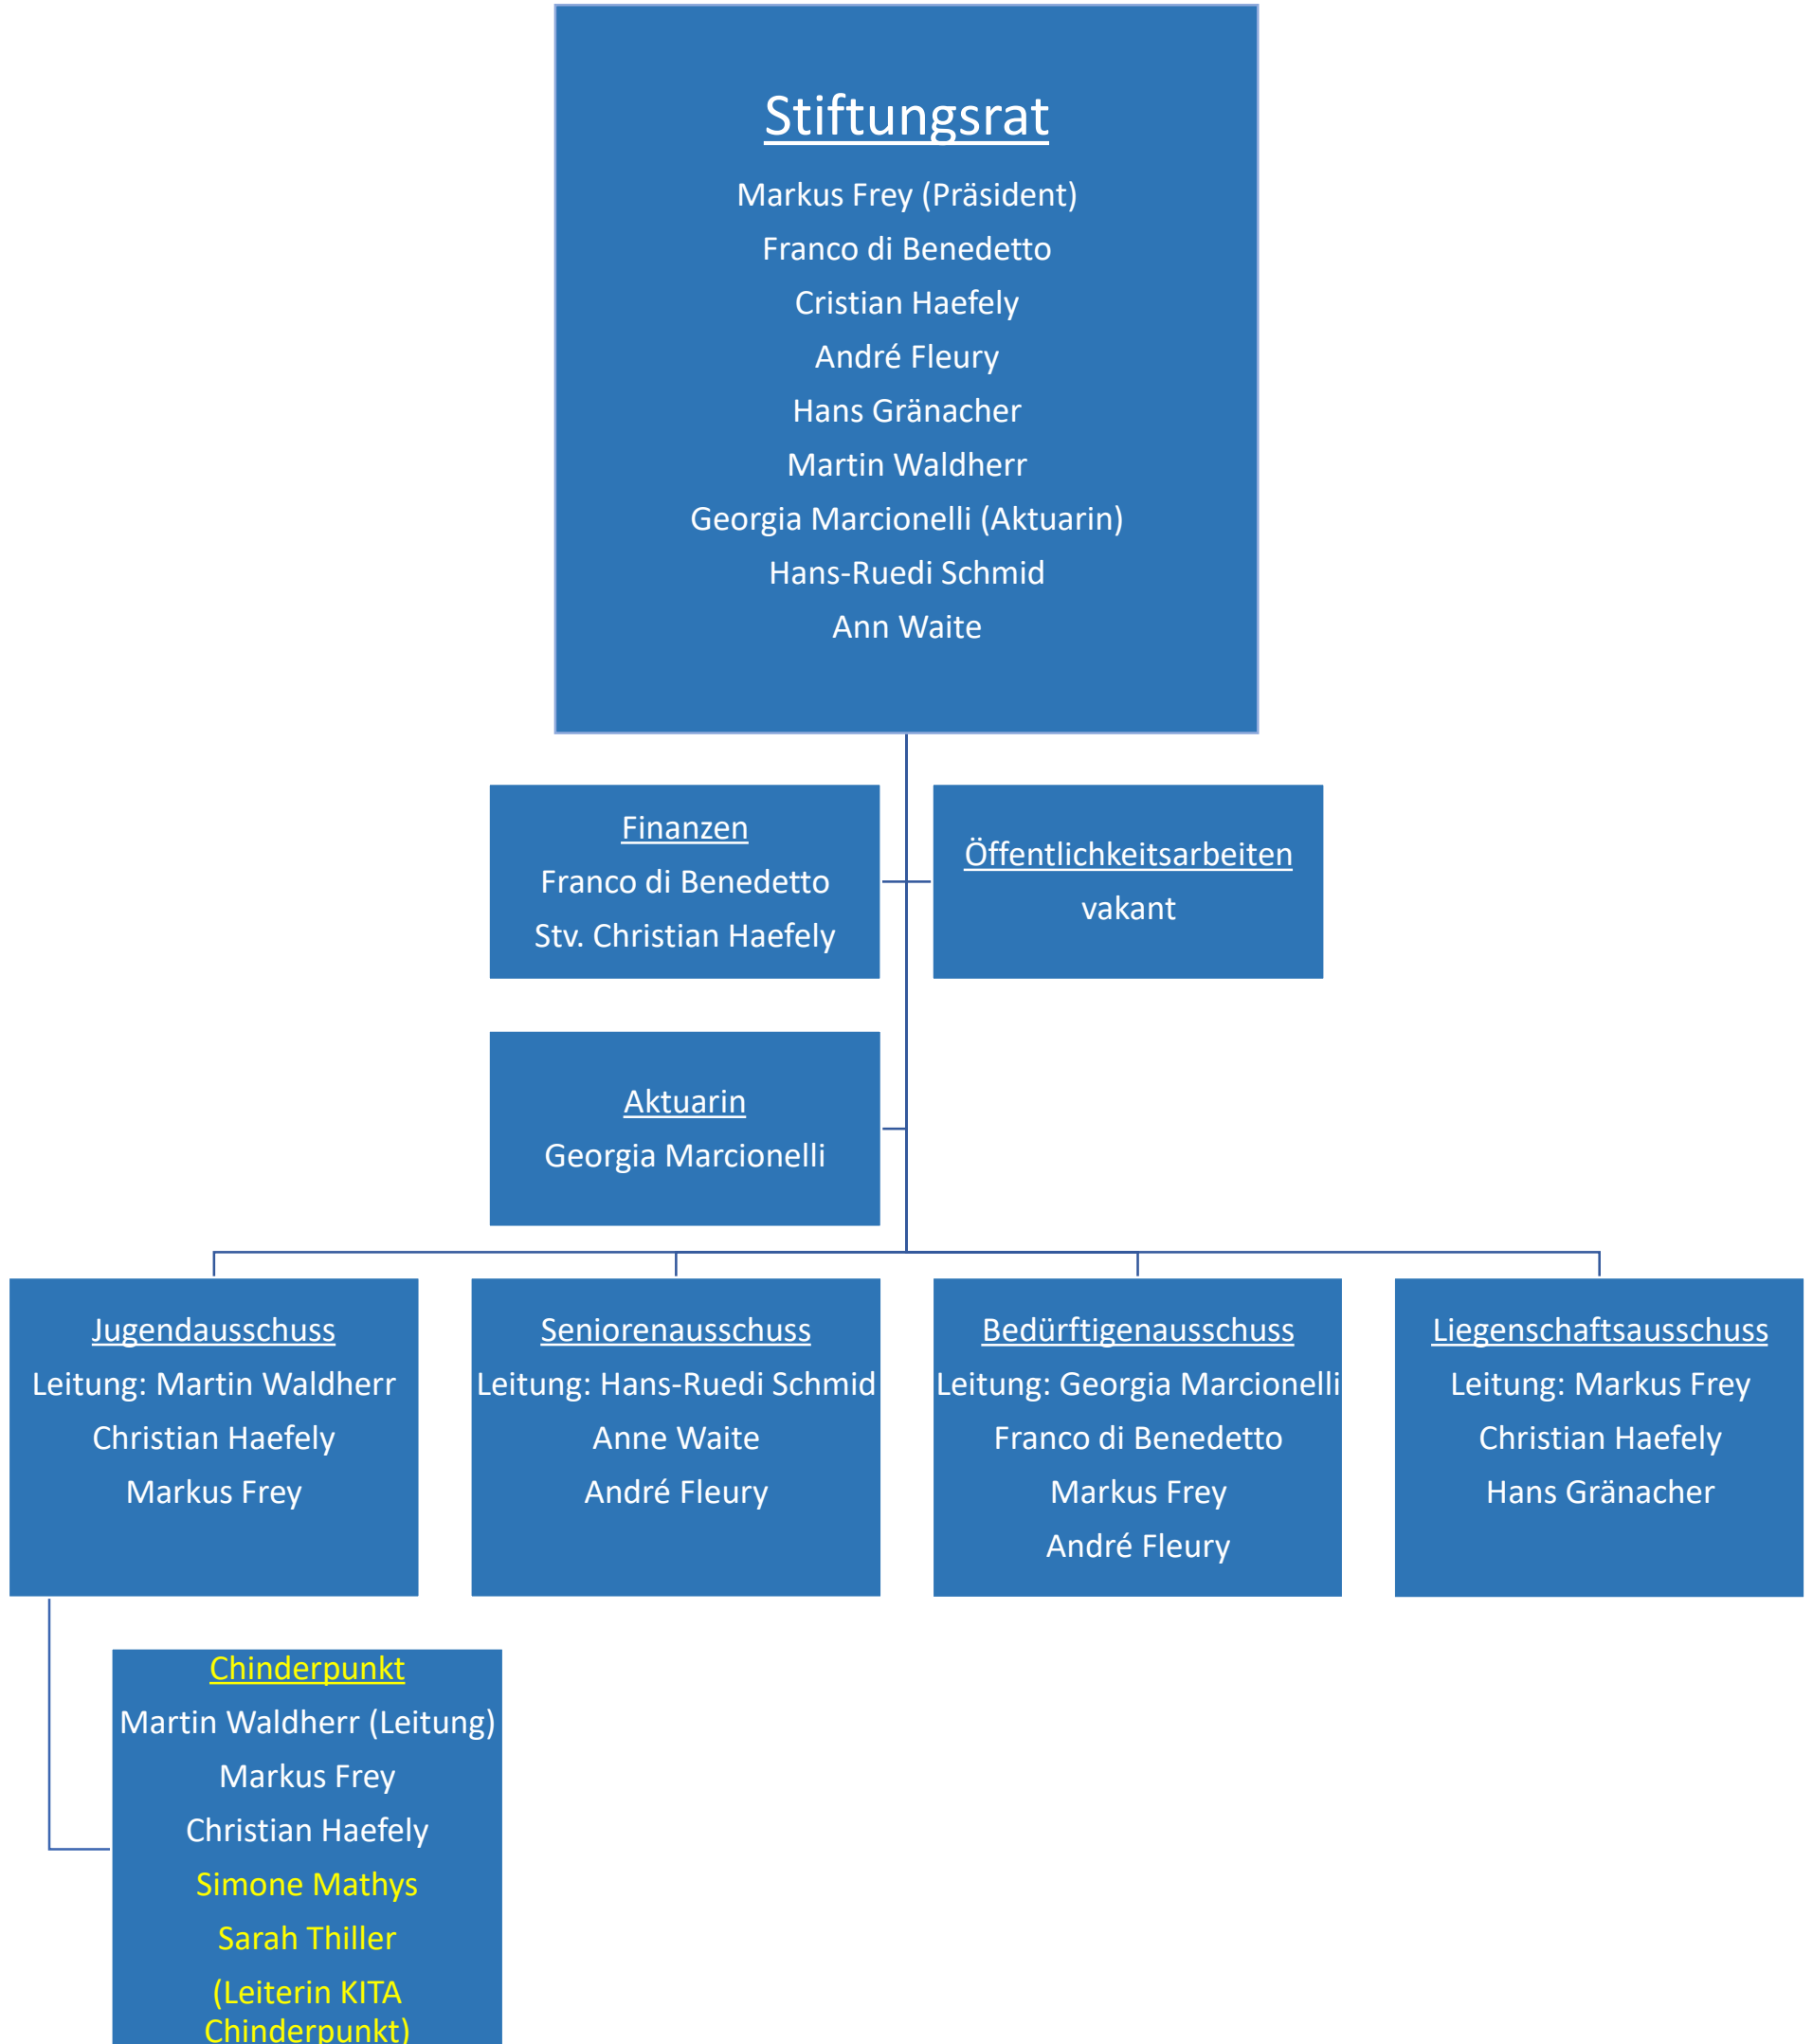 Stiftungsrat
Markus Frey (Präsident)
Franco di Benedetto
Cristian Haefely
André Fleury
Hans Gränacher
Martin Waldherr
Georgia Marcionelli (Aktuarin)
Hans-Ruedi Schmid
Ann Waite
Finanzen
Franco di Benedetto
Stv. Christian Haefely
Öffentlichkeitsarbeiten
vakant
Aktuarin
Georgia Marcionelli
Jugendausschuss
Leitung: Martin Waldherr
Christian Haefely
Markus Frey
Seniorenausschuss
Leitung: Hans-Ruedi Schmid
Anne Waite
André Fleury
Bedürftigenausschuss
Leitung: Georgia Marcionelli
Franco di Benedetto
Markus Frey
André Fleury
Liegenschaftsausschuss
Leitung: Markus Frey
Christian Haefely
Hans Gränacher
Chinderpunkt
Martin Waldherr (Leitung)
Markus Frey
Christian Haefely
Simone Mathys
Sarah Thiller
(Leiterin KITA
Chinderpunkt)